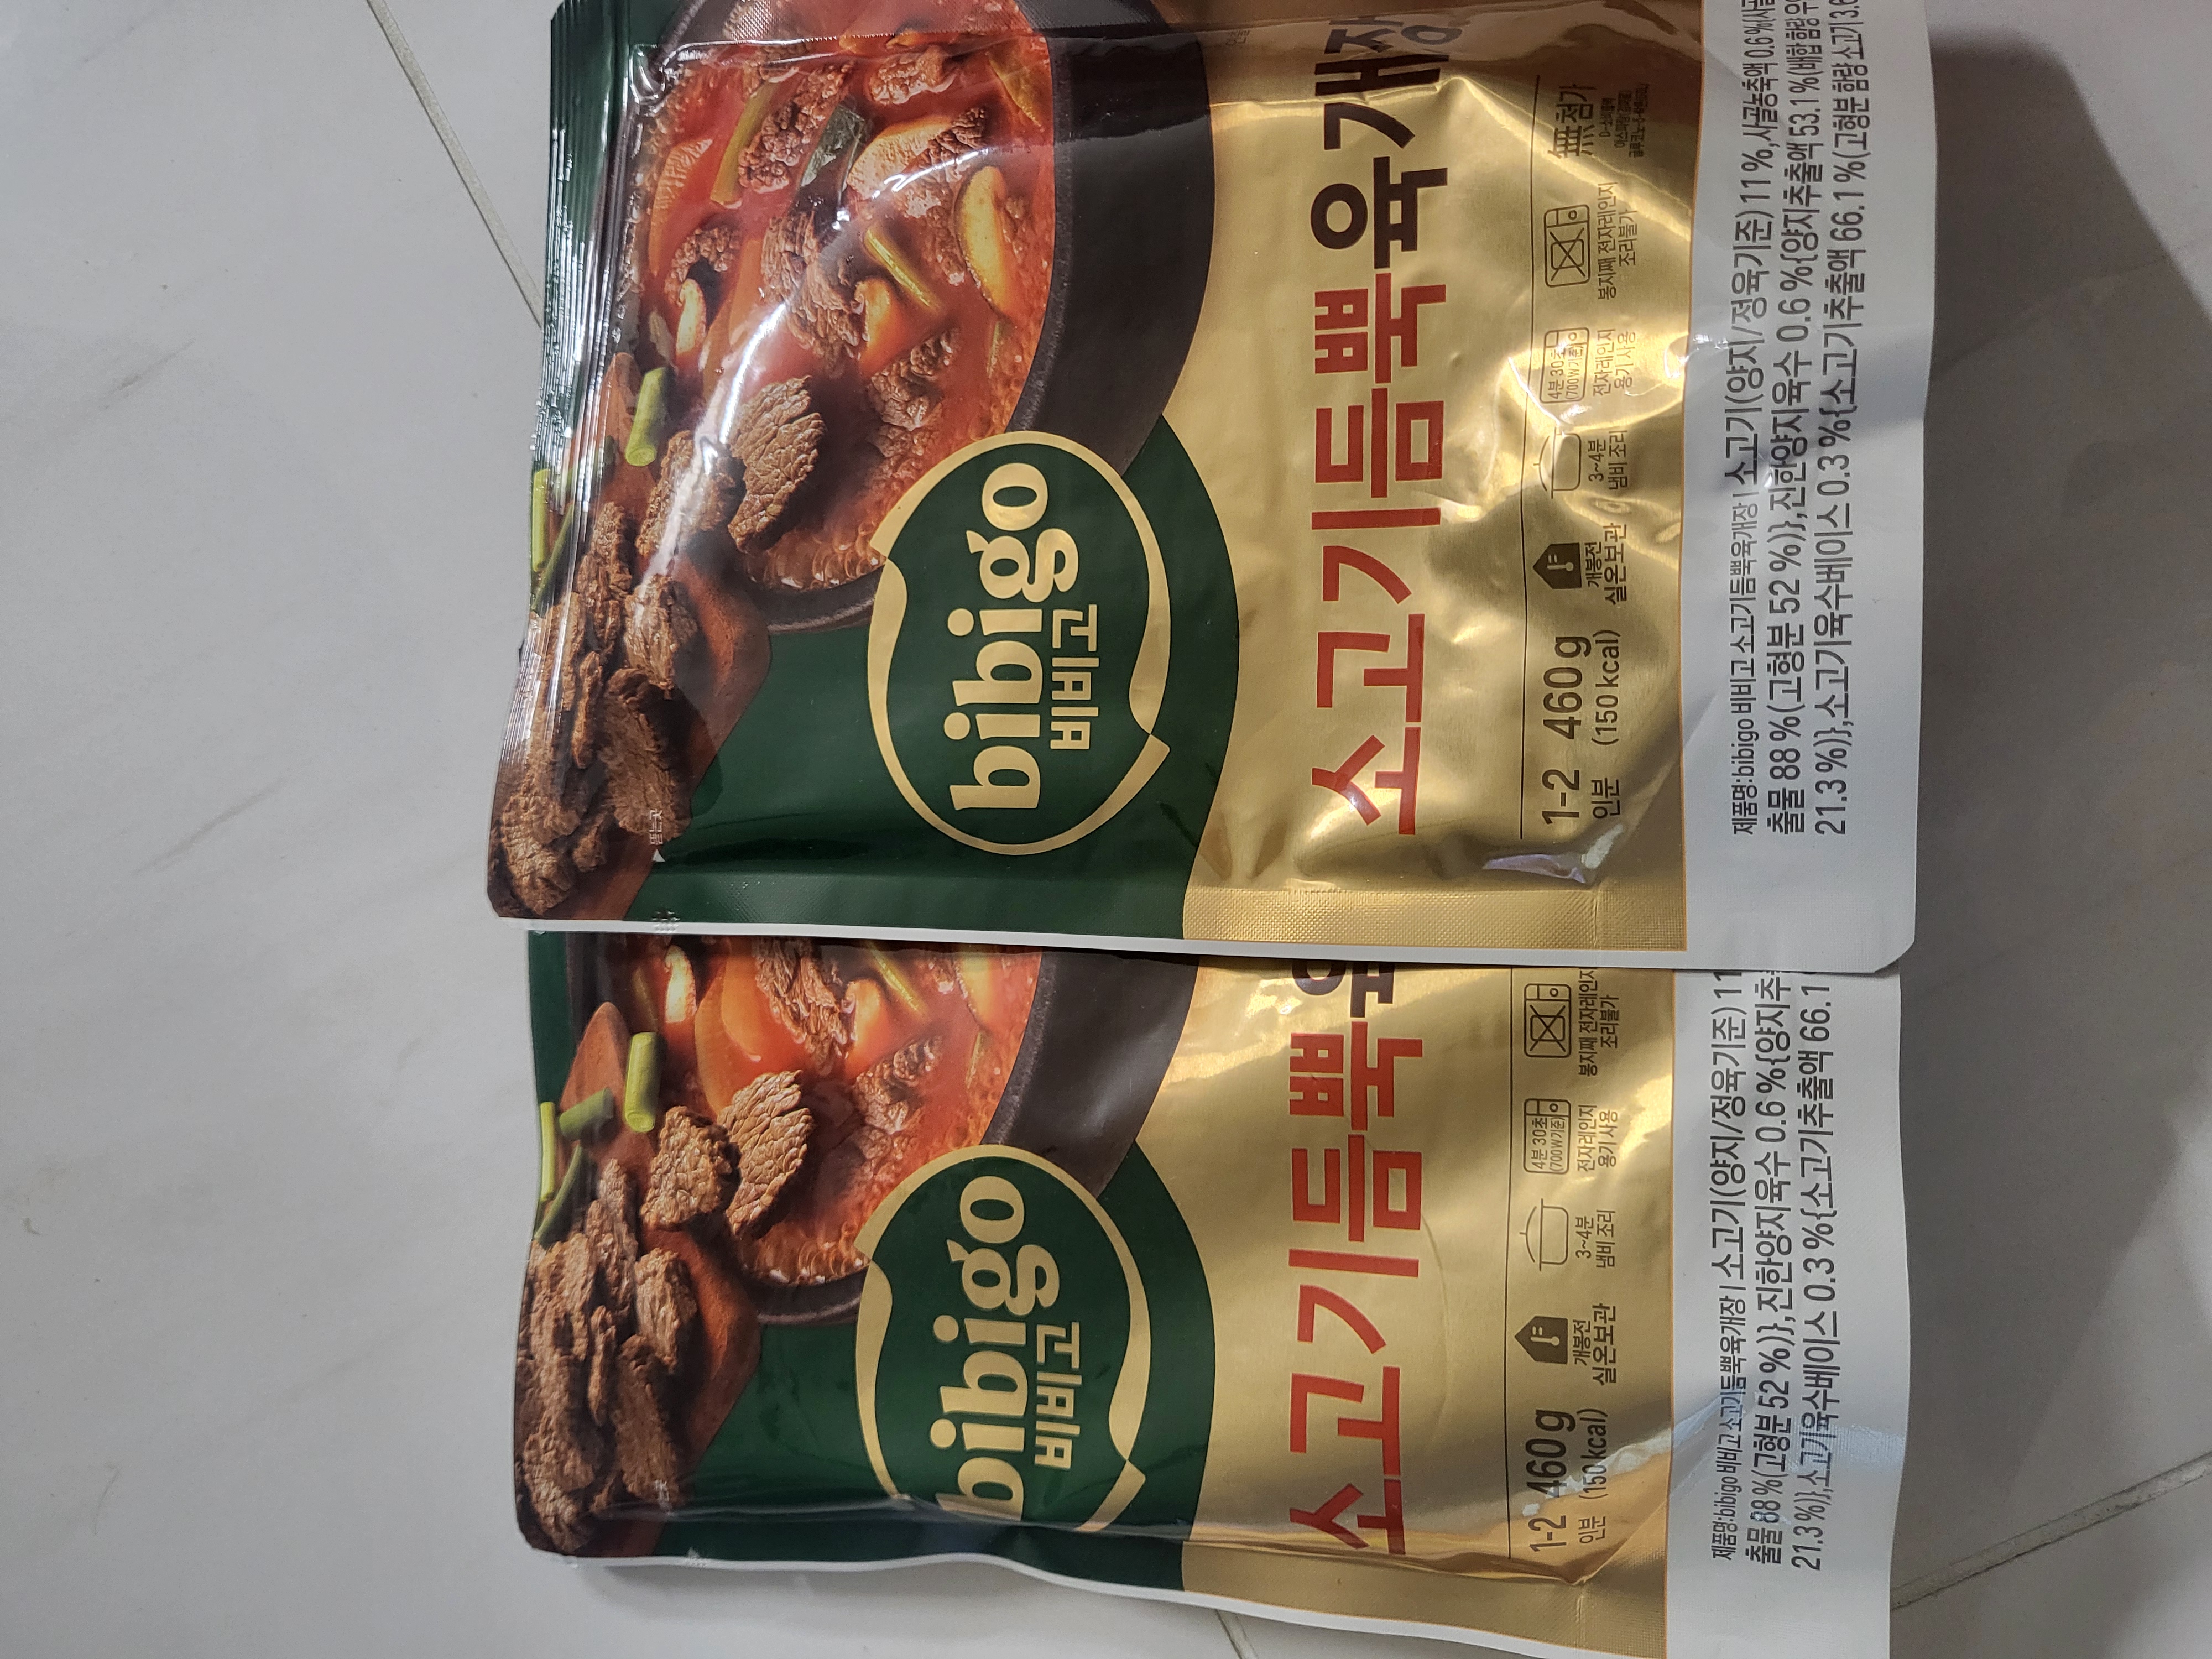 bibigo
비비고
소고기듬뿍육개장
1-2 460g
인분 (150 kcal)
개봉전
실온보관
3~4분
냄비 조리
4분 30초
(700W기준)
전자레인지
용기 사용
봉지째 전자레인지
조리불가
無첨가
뜯는곳
제품명:bibigo 비비고 소고기듬뿍육개장 | 소고기(양지/정육기준) 11%,사골농축액 0.6%
출물 88%(고형분 52%)},진한양지육수 0.6%{양지추출액 53.1%(배합함량
21.3%)},소고기육수베이스 0.3%{소고기추출액 66.1%(고형분 함량 소고기
bibigo
비비고
소고기듬뿍
1-2 460g
인분 (150 kcal)
개봉전
실온보관
3~4분
냄비 조리
4분 30초
(700W기준)
전자레인지
용기 사용
봉지째 전자레인지
조리불가
제품명:bibigo 비비고 소고기듬뿍육개장 | 소고기(양지/정육기준) 11
출물 88%(고형분 52%)},진한양지육수 0.6%{양지추
21.3%)},소고기육수베이스 0.3%{소고기추출액 66.1